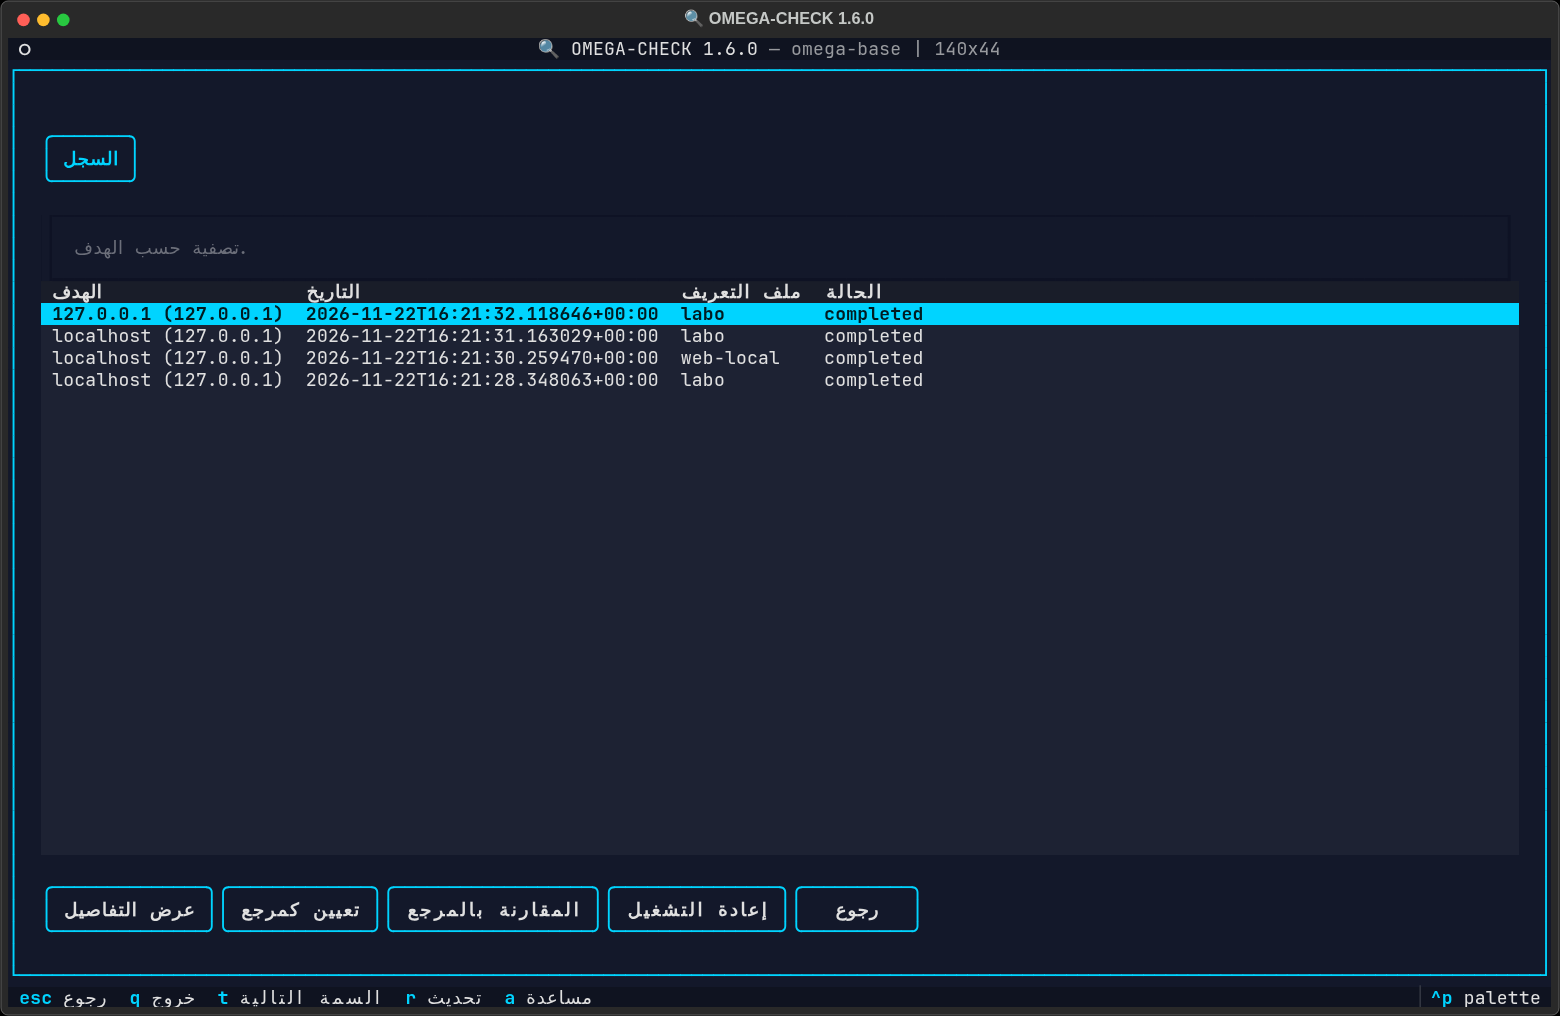 🔍 OMEGA-CHECK 1.6.0
🔍 OMEGA-CHECK 1.6.0 — omega-base | 140x44
السجل
تصفية حسب الهدف.
الهدف التاريخ ملف التعريف الحالة
127.0.0.1 (127.0.0.1) 2026-11-22T16:21:32.118646+00:00 labo completed
localhost (127.0.0.1) 2026-11-22T16:21:31.163029+00:00 labo completed
localhost (127.0.0.1) 2026-11-22T16:21:30.259470+00:00 web-local completed
localhost (127.0.0.1) 2026-11-22T16:21:28.348063+00:00 labo completed
عرض التفاصيل تعيين كمرجع المقارنة بالمرجع إعادة التشغيل رجوع
esc رجوع q خروج t السمة التالية r تحديث a مساعدة ^p palette